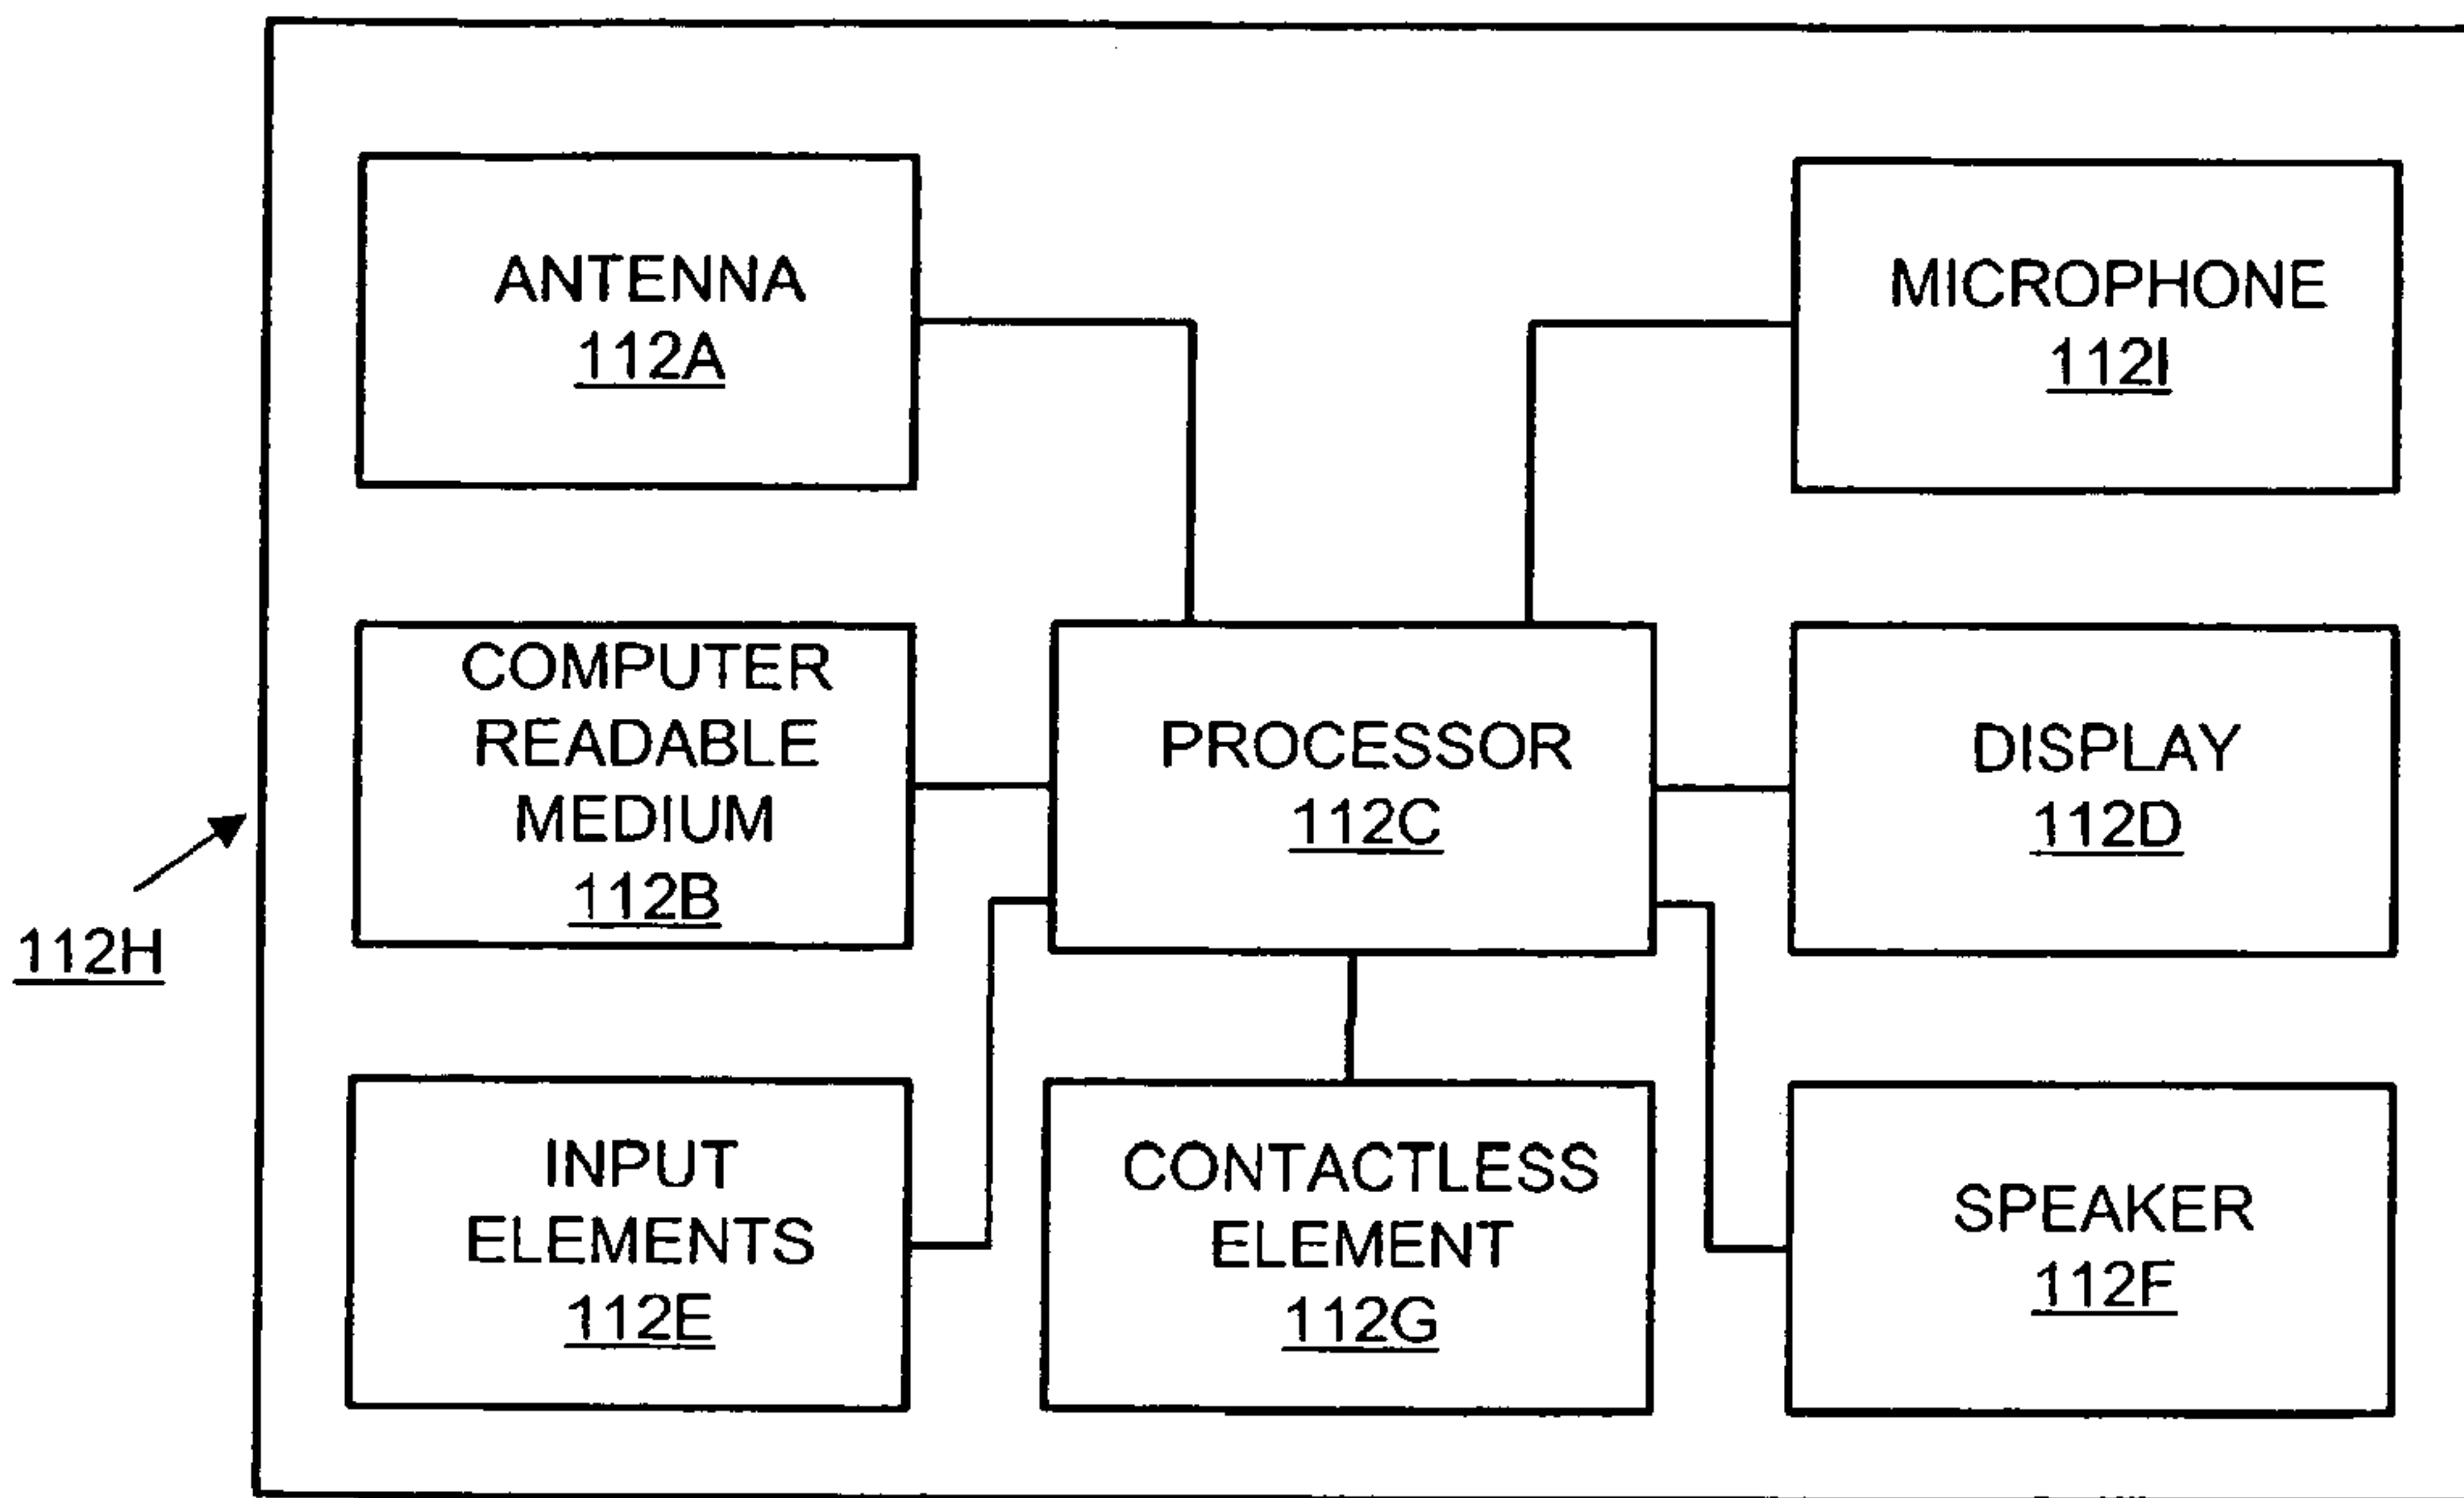 ANTENNA
112A
MICROPHONE
112I
COMPUTER
READABLE
MEDIUM
112B
PROCESSOR
112C
DISPLAY
112D
112H
INPUT
ELEMENTS
112E
CONTACTLESS
ELEMENT
112G
SPEAKER
112F